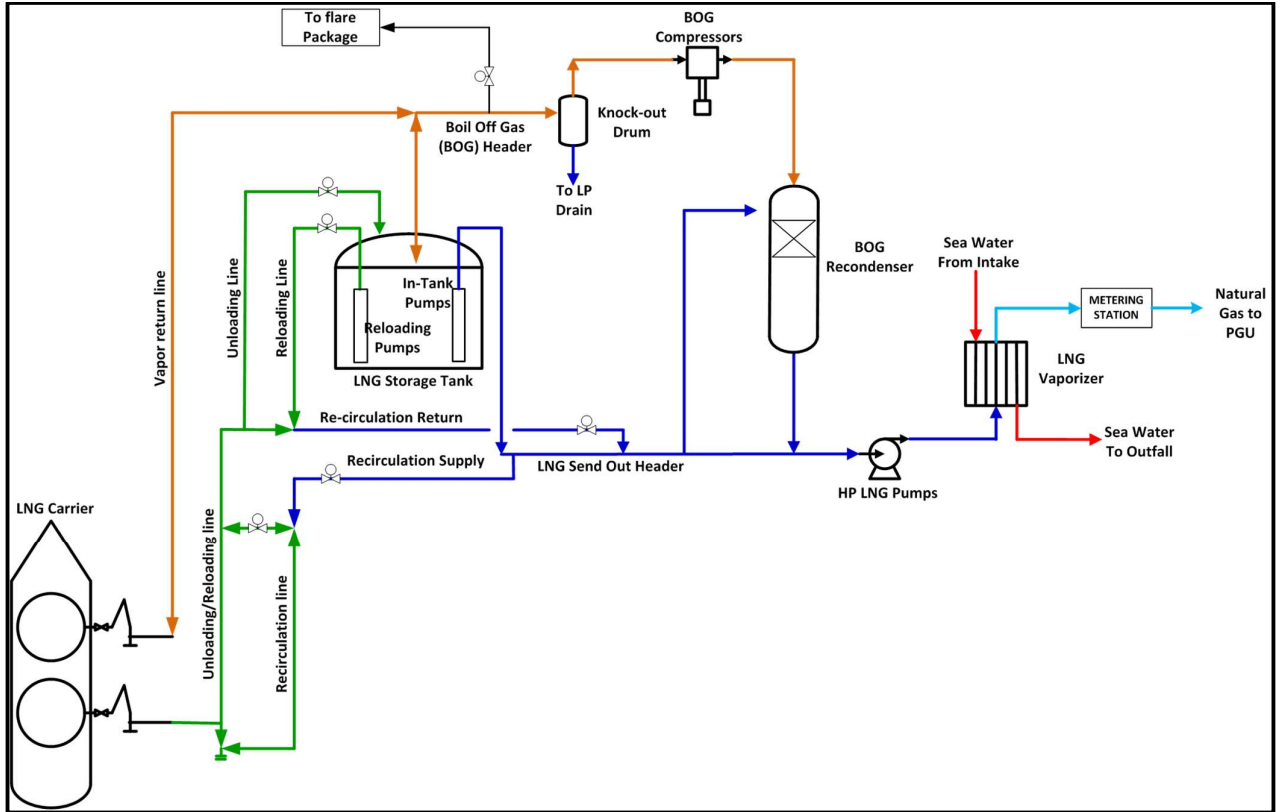 To flare
Package
BOG
Compressors
Boil Off Gas
(BOG) Header
Knock-out
Drum
To LP
Drain
Vapor return line
Unloading Line
Reloading Line
In-Tank
Pumps
Reloading
Pumps
LNG Storage Tank
BOG
Recondenser
Sea Water
From Intake
METERING
STATION
Natural
Gas to
PGU
LNG
Vaporizer
Re-circulation Return
Recirculation Supply
LNG Send Out Header
HP LNG Pumps
Sea Water
To Outfall
LNG Carrier
Unloading/Reloading line
Recirculation line